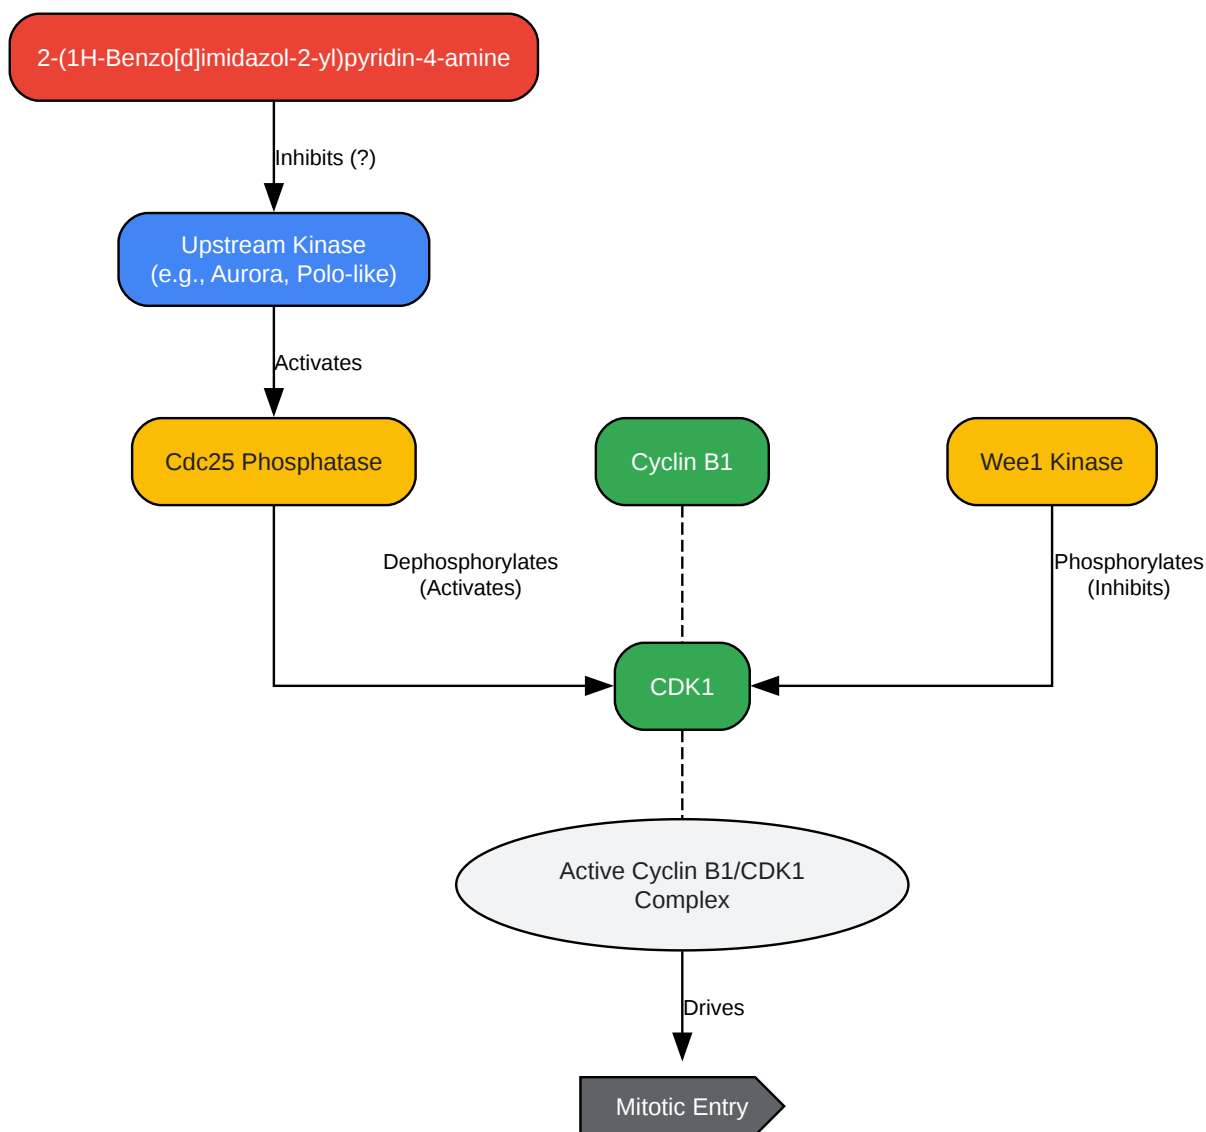 2-(1H-Benzo[d]imidazol-2-yl)pyridin-4-amine
Inhibits (?)
Upstream Kinase
(e.g., Aurora, Polo-like)
Activates
Cdc25 Phosphatase
Cyclin B1
Wee1 Kinase
Dephosphorylates
(Activates)
Phosphorylates
(Inhibits)
CDK1
Active Cyclin B1/CDK1
Complex
Drives
Mitotic Entry